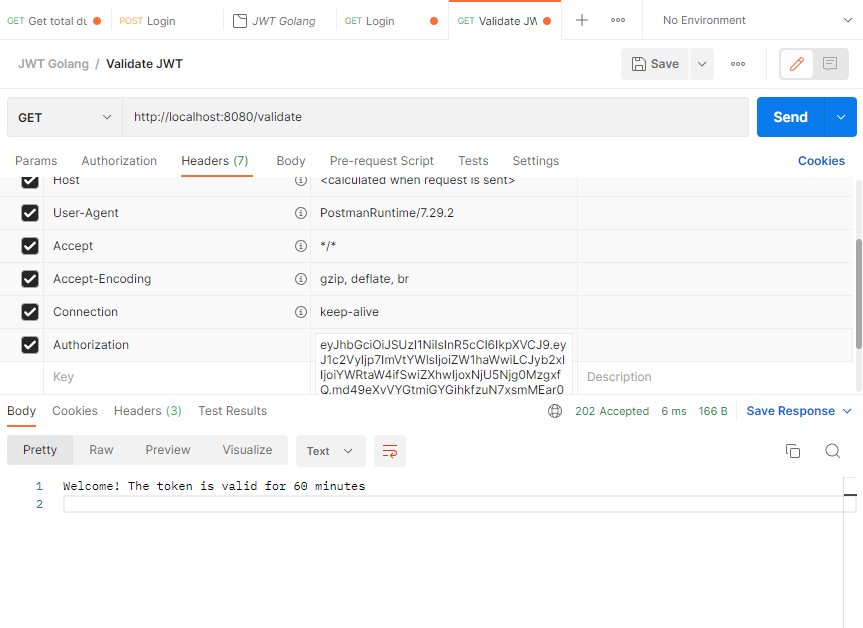 GET Get total du
POST Login
JWT Golang
GET Login
GET Validate JW
No Environment
JWT Golang / Validate JWT
Save
GET
http://localhost:8080/validate
Send
Params Authorization Headers (7) Body Pre-request Script Tests Settings Cookies
Host <calculated when request is sent>
User-Agent PostmanRuntime/7.29.2
Accept */*
Accept-Encoding gzip, deflate, br
Connection keep-alive
Authorization
Key Description
Body Cookies Headers (3) Test Results 202 Accepted 6 ms 166 B Save Response
Pretty Raw Preview Visualize Text
1 Welcome! The token is valid for 60 minutes
2